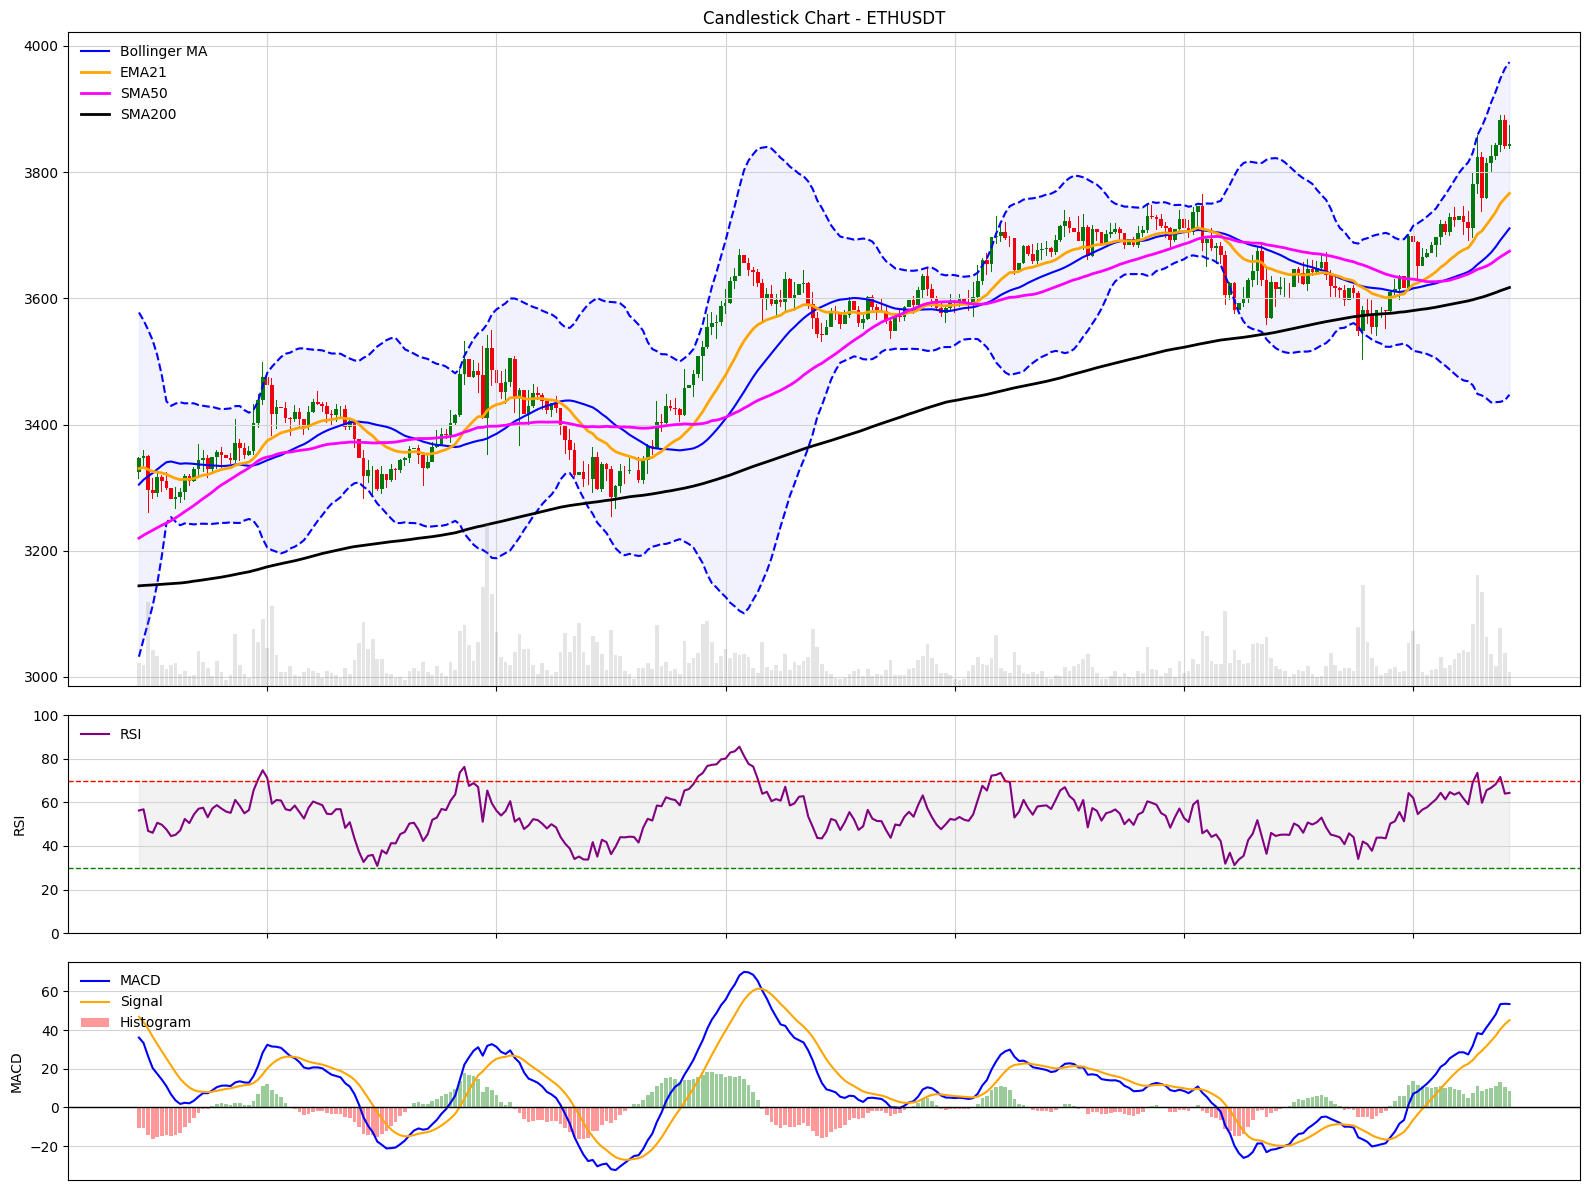 Candlestick Chart - ETHUSDT
4000
3800
3600
3400
3200
3000
Bollinger MA
EMA21
SMA50
SMA200
100
80
60
40
20
0
RSI
RSI
60
40
20
0
−20
MACD
MACD
Signal
Histogram